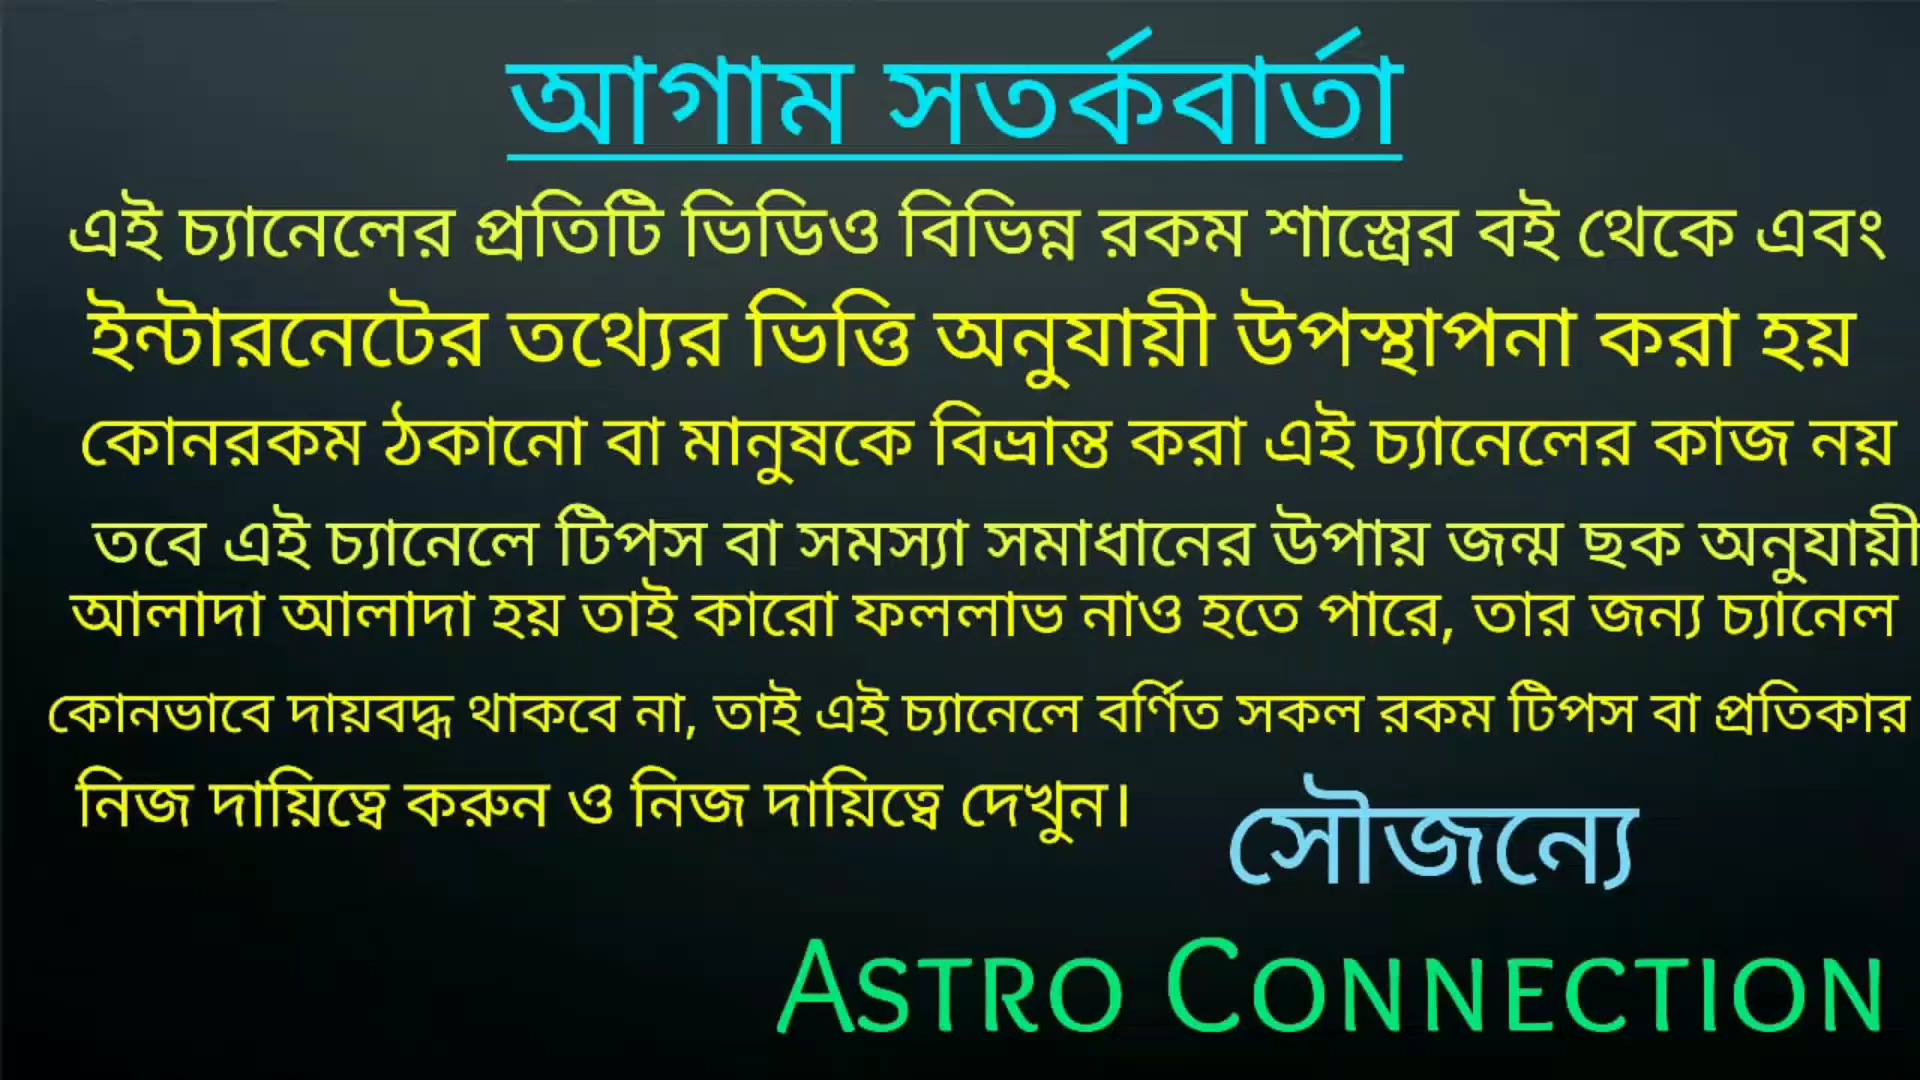 আগাম সতর্কবার্তা
এই চ্যানেলের প্রতিটি ভিডিও বিভিন্ন রকম শাস্ত্রের বই থেকে এবং
ইন্টারনেটের তথ্যের ভিত্তি অনুযায়ী উপস্থাপনা করা হয়
কোনরকম ঠকানো বা মানুষকে বিভ্রান্ত করা এই চ্যানেলের কাজ নয়
তবে এই চ্যানেলে টিপস বা সমস্যা সমাধানের উপায় জন্ম ছক অনুযায়ী
আলাদা আলাদা হয় তাই কারো ফললাভ নাও হতে পারে, তার জন্য চ্যানেল
কোনভাবে দায়বদ্ধ থাকবে না, তাই এই চ্যানেলে বর্ণিত সকল রকম টিপস বা প্রতিকার
নিজ দায়িত্বে করুন ও নিজ দায়িত্বে দেখুন।
সৌজন্যে
ASTRO CONNECTION